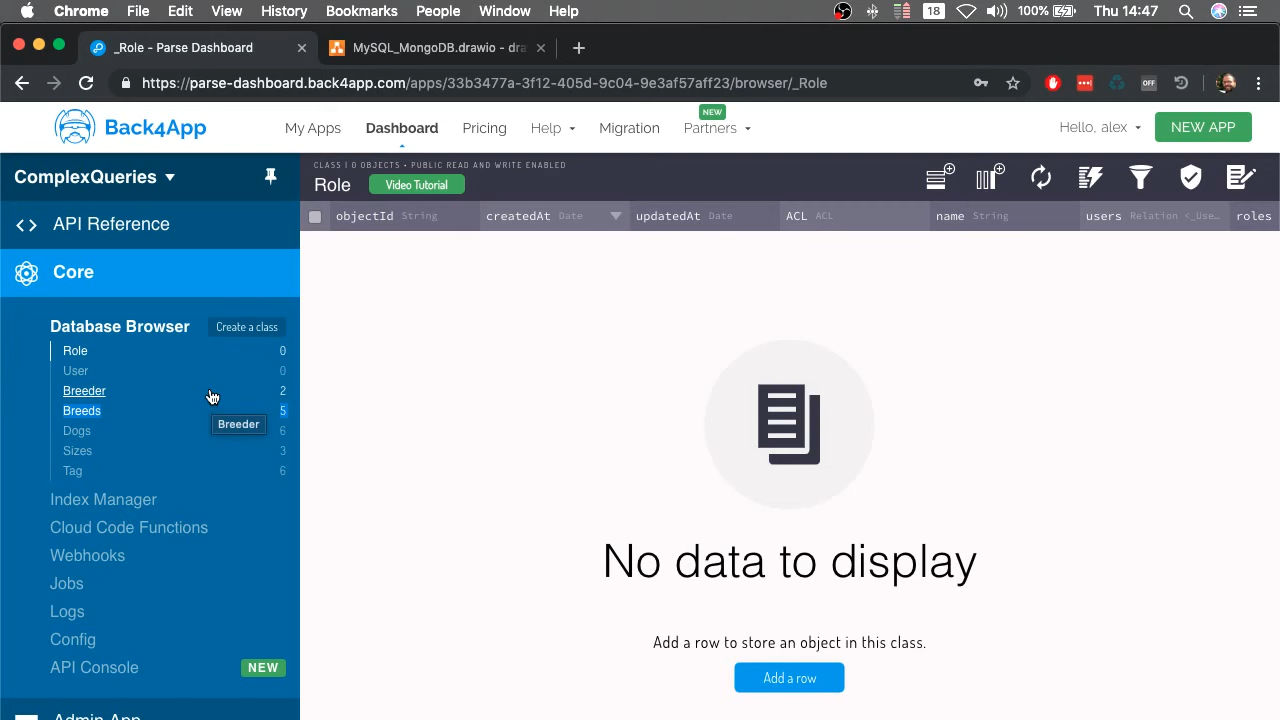 Chrome File Edit View History Bookmarks People Window Help 18 100% Thu 14:47
_Role - Parse Dashboard MySQL_MongoDB.drawio - dra
https://parse-dashboard.back4app.com/apps/33b3477a-3f12-405d-9c04-9e3af57aff23/browser/_Role OFF
Back4App My Apps Dashboard Pricing Help Migration Partners NEW Hello, alex NEW APP
ComplexQueries
API Reference
Core
Database Browser Create a class
Role 0
User 0
Breeder 2
Breeds 5
Breeder
Dogs 6
Sizes 3
Tag 6
Index Manager
Cloud Code Functions
Webhooks
Jobs
Logs
Config
API Console NEW
Admin App
CLASS | 0 OBJECTS • PUBLIC READ AND WRITE ENABLED
Role Video Tutorial
objectId String createdAt Date updatedAt Date ACL ACL name String users Relation <_Use... roles
No data to display
Add a row to store an object in this class.
Add a row